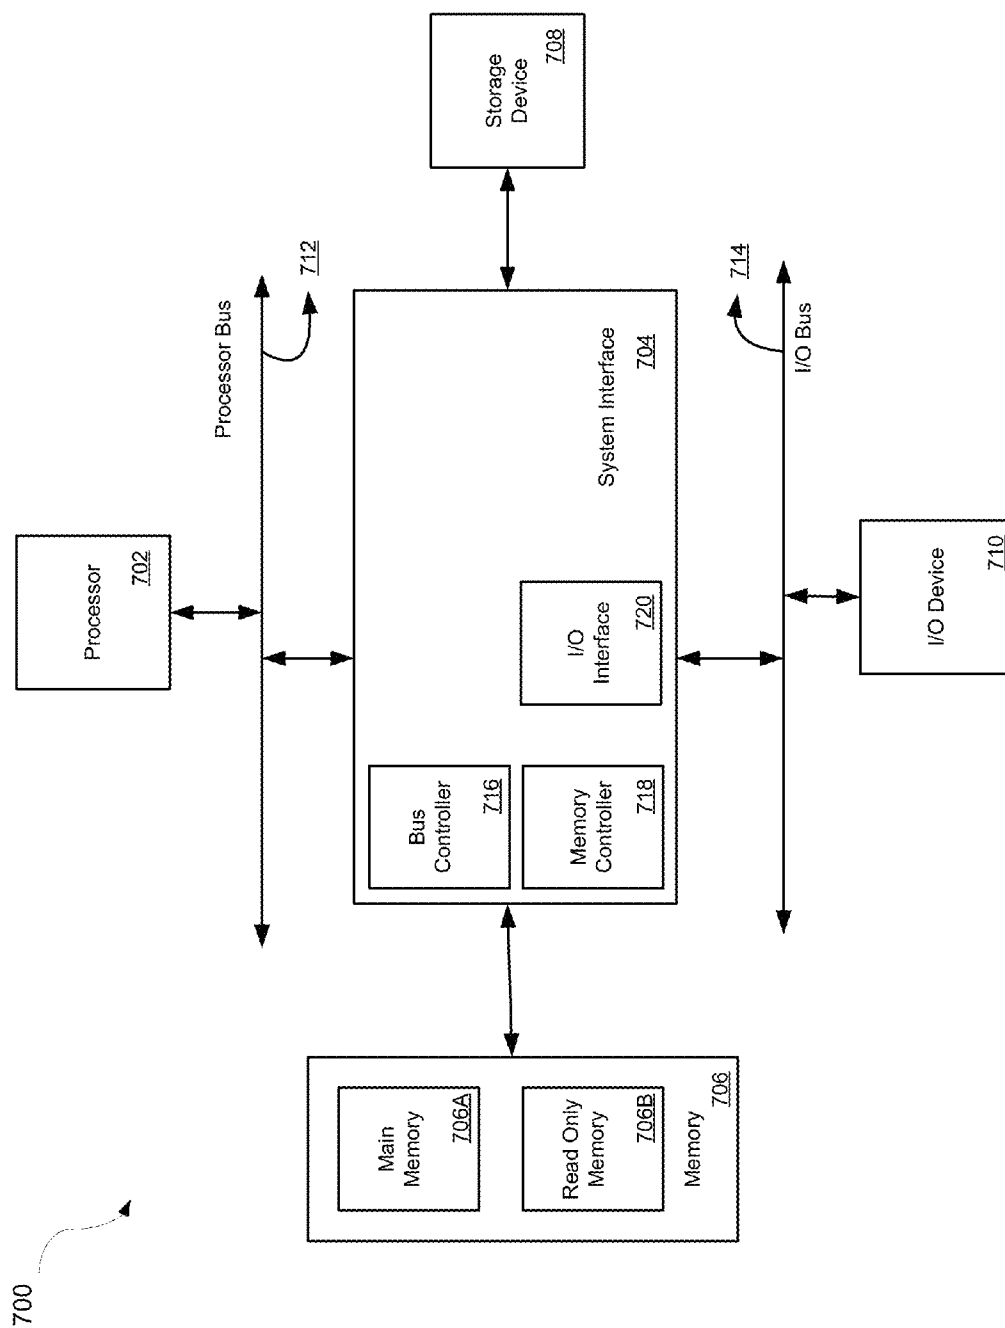 700
Processor
702
Processor Bus
712
Main
Memory
706A
Read Only
Memory
706B
Memory
706
Bus
Controller
716
Memory
Controller
718
I/O
Interface
720
System Interface
704
Storage
Device
708
714
I/O Bus
I/O Device
710